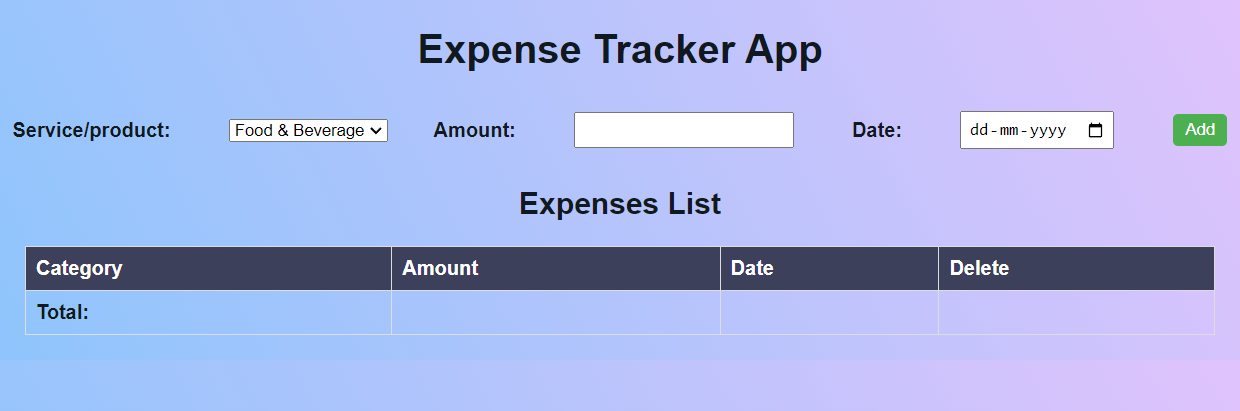 Expense Tracker App
Service/product: Food & Beverage Amount: Date: dd-mm-yyyy Add
Expenses List
Category Amount Date Delete
Total: